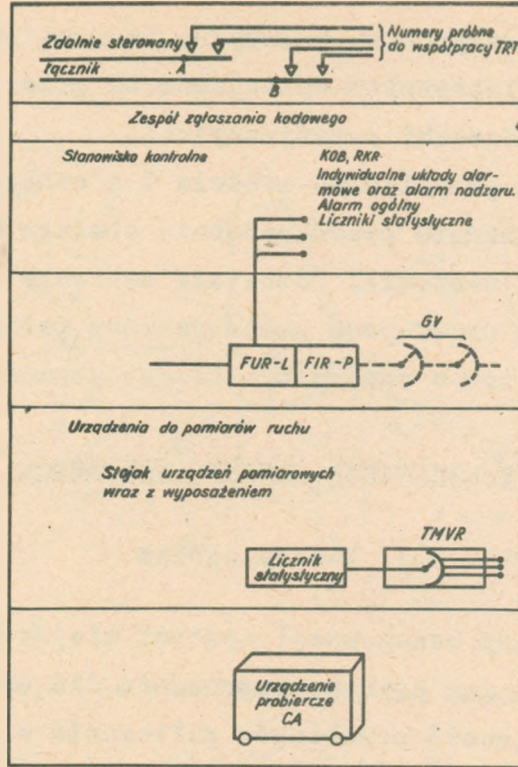 Zdalnie sterowany
łącznik
A
B
Numery próbne
do współpracy TRT
Zespół zgłaszania kodowego
Stanowisko kontrolne
KOB, RKR
Indywidualne układy alar-
mowe oraz alarm nadzoru.
Alarm ogólny
Liczniki statystyczne
GV
FUR-L
FIR-P
Urządzenia do pomiarów ruchu
Stojak urządzeń pomiarowych
wraz z wyposażeniem
TMVR
Licznik
statystyczny
Urządzenie
probiercze
CA